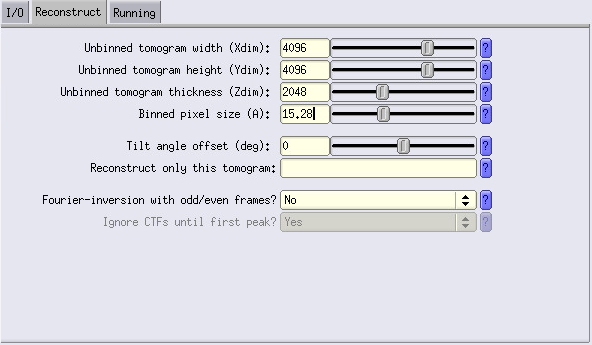 I/O Reconstruct Running
Unbinned tomogram width (Xdim): 4096 ?
Unbinned tomogram height (Ydim): 4096 ?
Unbinned tomogram thickness (Zdim): 2048 ?
Binned pixel size (A): 15.28 ?
Tilt angle offset (deg): 0 ?
Reconstruct only this tomogram: ?
Fourier-inversion with odd/even frames? No ?
Ignore CTFs until first peak? Yes ?